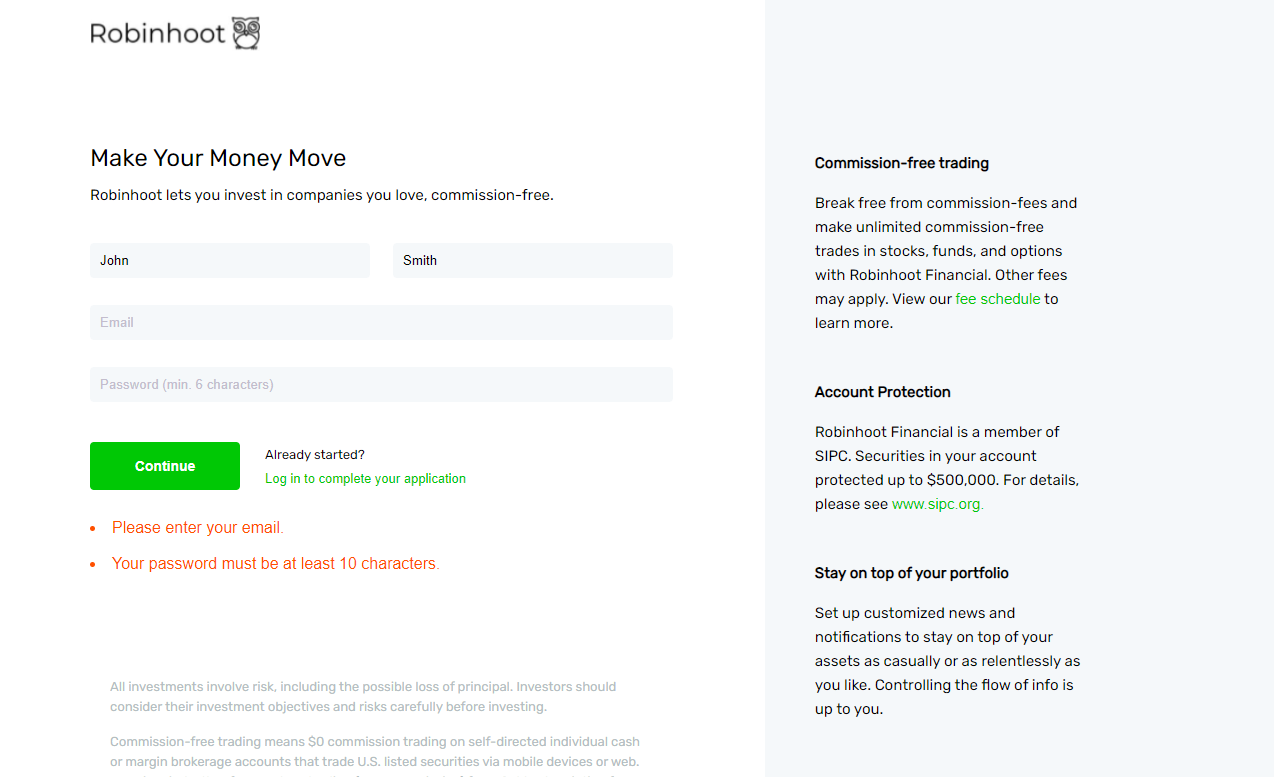 Robinhoot
Make Your Money Move
Robinhoot lets you invest in companies you love, commission-free.
John
Smith
Email
Password (min. 6 characters)
Continue
Already started?
Log in to complete your application
Please enter your email.
Your password must be at least 10 characters.
All investments involve risk, including the possible loss of principal. Investors should
consider their investment objectives and risks carefully before investing.
Commission-free trading means $0 commission trading on self-directed individual cash
or margin brokerage accounts that trade U.S. listed securities via mobile devices or web.
Commission-free trading
Break free from commission-fees and
make unlimited commission-free
trades in stocks, funds, and options
with Robinhoot Financial. Other fees
may apply. View our fee schedule to
learn more.
Account Protection
Robinhoot Financial is a member of
SIPC. Securities in your account
protected up to $500,000. For details,
please see www.sipc.org.
Stay on top of your portfolio
Set up customized news and
notifications to stay on top of your
assets as casually or as relentlessly as
you like. Controlling the flow of info is
up to you.